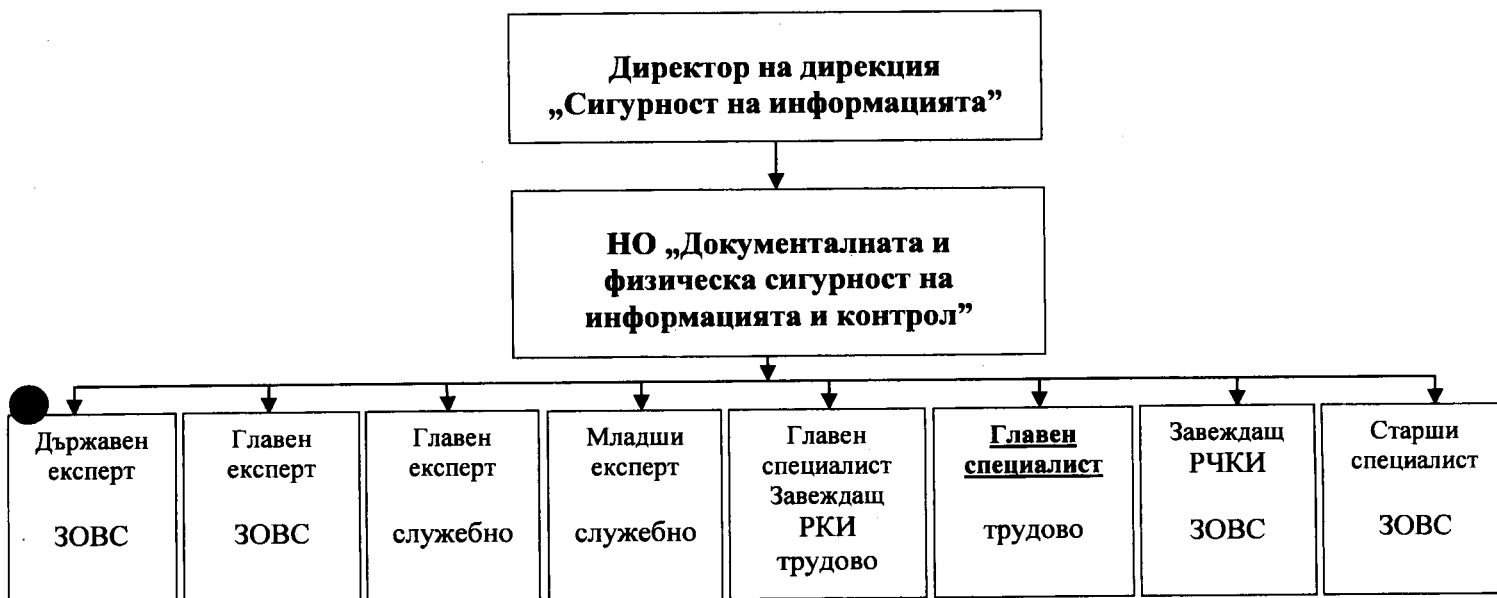 Директор на дирекция
„Сигурност на информацията”
НО „Документалната и
физическа сигурност на
информацията и контрол”
Държавен
експерт
ЗОВС
Главен
експерт
ЗОВС
Главен
експерт
служебно
Младши
експерт
служебно
Главен
специалист
Завеждащ
РКИ
трудово
Главен
специалист
трудово
Завеждащ
РЧКИ
ЗОВС
Старши
специалист
ЗОВС